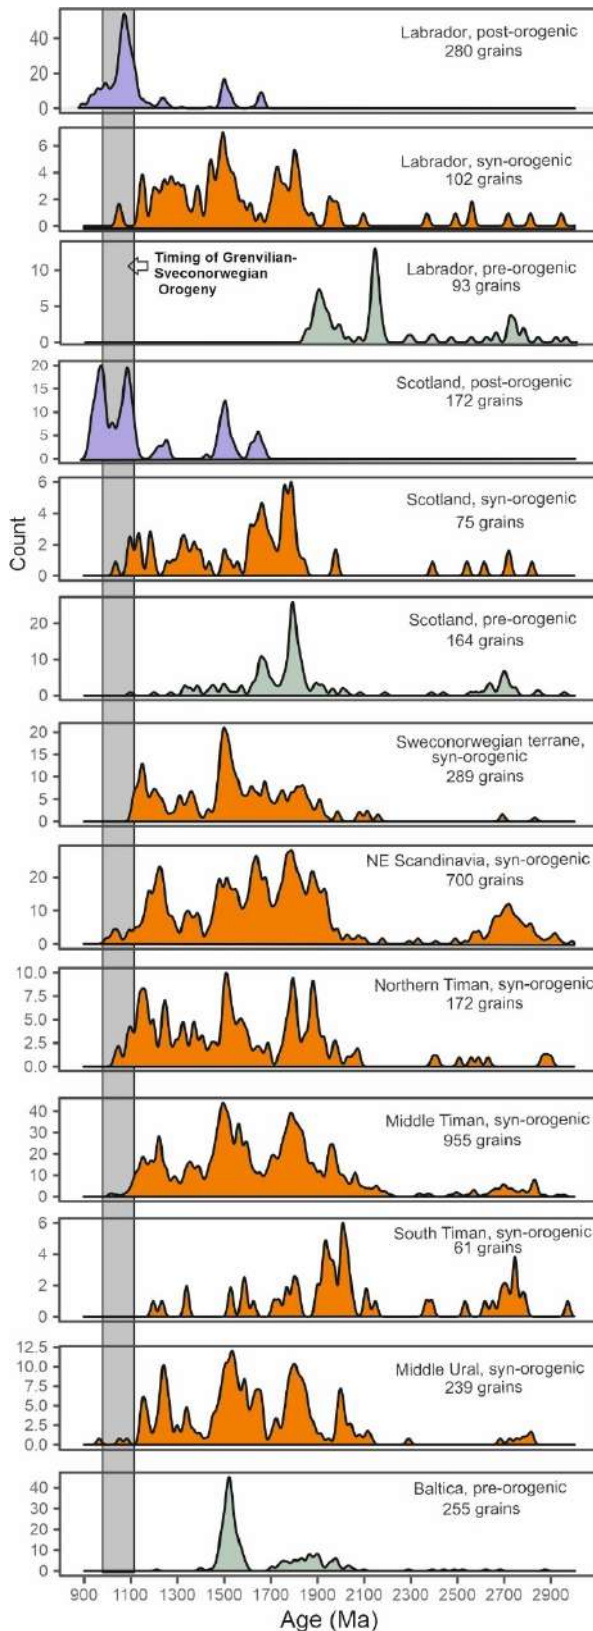 Labrador, post-orogenic
280 grains
40
20
0
Labrador, syn-orogenic
102 grains
6
4
2
0
Labrador, pre-orogenic
93 grains
Timing of Grenvilian-
Sveconorwegian
Orogeny
10
5
0
Scotland, post-orogenic
172 grains
20
15
10
5
0
Scotland, syn-orogenic
75 grains
6
4
2
0
Count
Scotland, pre-orogenic
164 grains
20
10
0
Sweconorwegian terrane,
syn-orogenic
289 grains
20
15
10
5
0
NE Scandinavia, syn-orogenic
700 grains
20
10
0
Northern Timan, syn-orogenic
172 grains
10.0
7.5
5.0
2.5
0.0
Middle Timan, syn-orogenic
955 grains
40
30
20
10
0
South Timan, syn-orogenic
61 grains
6
4
2
0
Middle Ural, syn-orogenic
239 grains
12.5
10.0
7.5
5.0
2.5
0.0
Baltica, pre-orogenic
255 grains
40
30
20
10
0
900 1100 1300 1500 1700 1900 2100 2300 2500 2700 2900
Age (Ma)